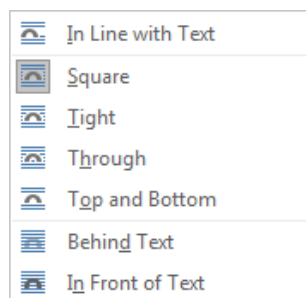 In Line with Text
Square
Tight
Through
Top and Bottom
Behind Text
In Front of Text